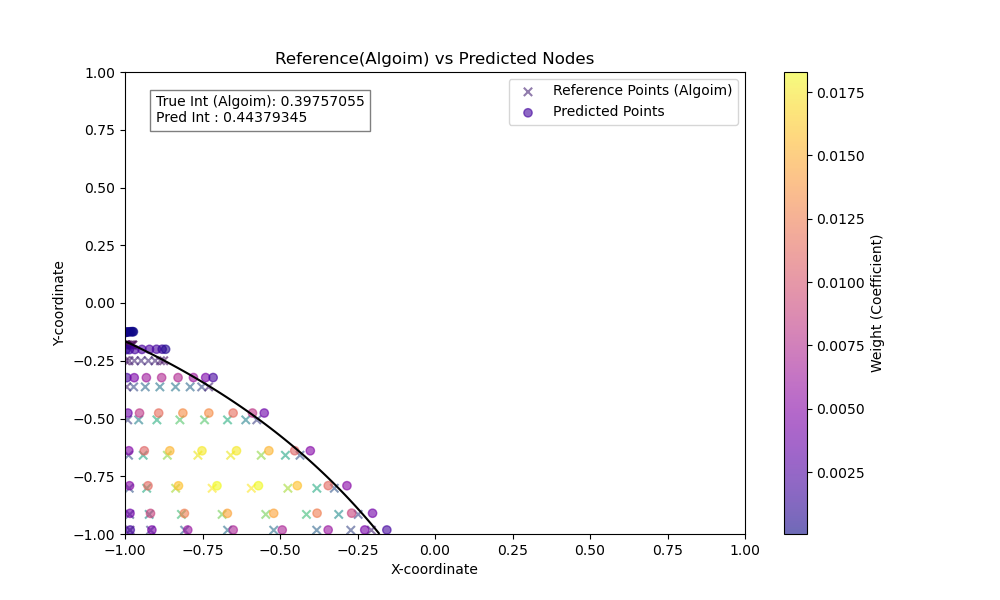 Reference(Algoim) vs Predicted Nodes
True Int (Algoim): 0.39757055
Pred Int : 0.44379345
Reference Points (Algoim)
Predicted Points
1.00
0.75
0.50
0.25
0.00
−0.25
−0.50
−0.75
−1.00
Y-coordinate
−1.00 −0.75 −0.50 −0.25 0.00 0.25 0.50 0.75 1.00
X-coordinate
0.0175
0.0150
0.0125
0.0100
0.0075
0.0050
0.0025
Weight (Coefficient)